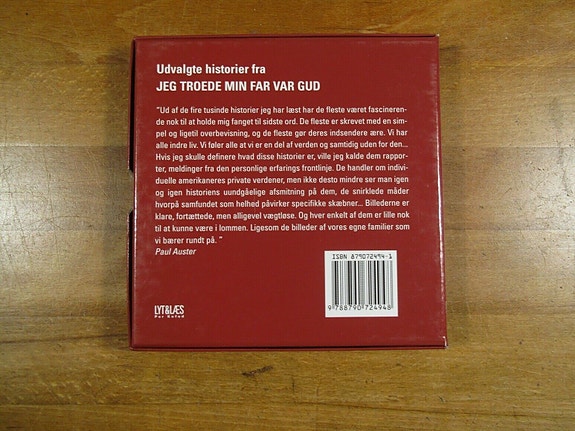 Udvalgte historier fra
JEG TROEDE MIN FAR VAR GUD
"Ud af de fire tusinde historier jeg har læst har de fleste været fascineren-
de nok til at holde mig fanget til sidste ord. De fleste er skrevet med en sim-
pel og ligetil overbevisning, og de fleste gør deres indsendere ære. Vi har
alle indre liv. Vi føler alle at vi er en del af verden og samtidig uden for den...
Hvis jeg skulle definere hvad disse historier er, ville jeg kalde dem rappor-
ter, meldinger fra den personlige erfarings frontlinje. De handler om indivi-
duelle amerikaneres private verdener, men ikke desto mindre ser man igen
og igen historiens uundgåelige afsmitning på dem, de snirklede måder
hvorpå samfundet som helhed påvirker specifikke skæbner... Billederne er
klare, fortættede, men alligevel vægtløse. Og hver enkelt af dem er lille nok
til at kunne være i lommen. Ligesom de billeder af vores egne familier som
vi bærer rundt på. "
Paul Auster
ISBN 879072494-1
9 788790 724948
LYT&LÆS
Per Kofod